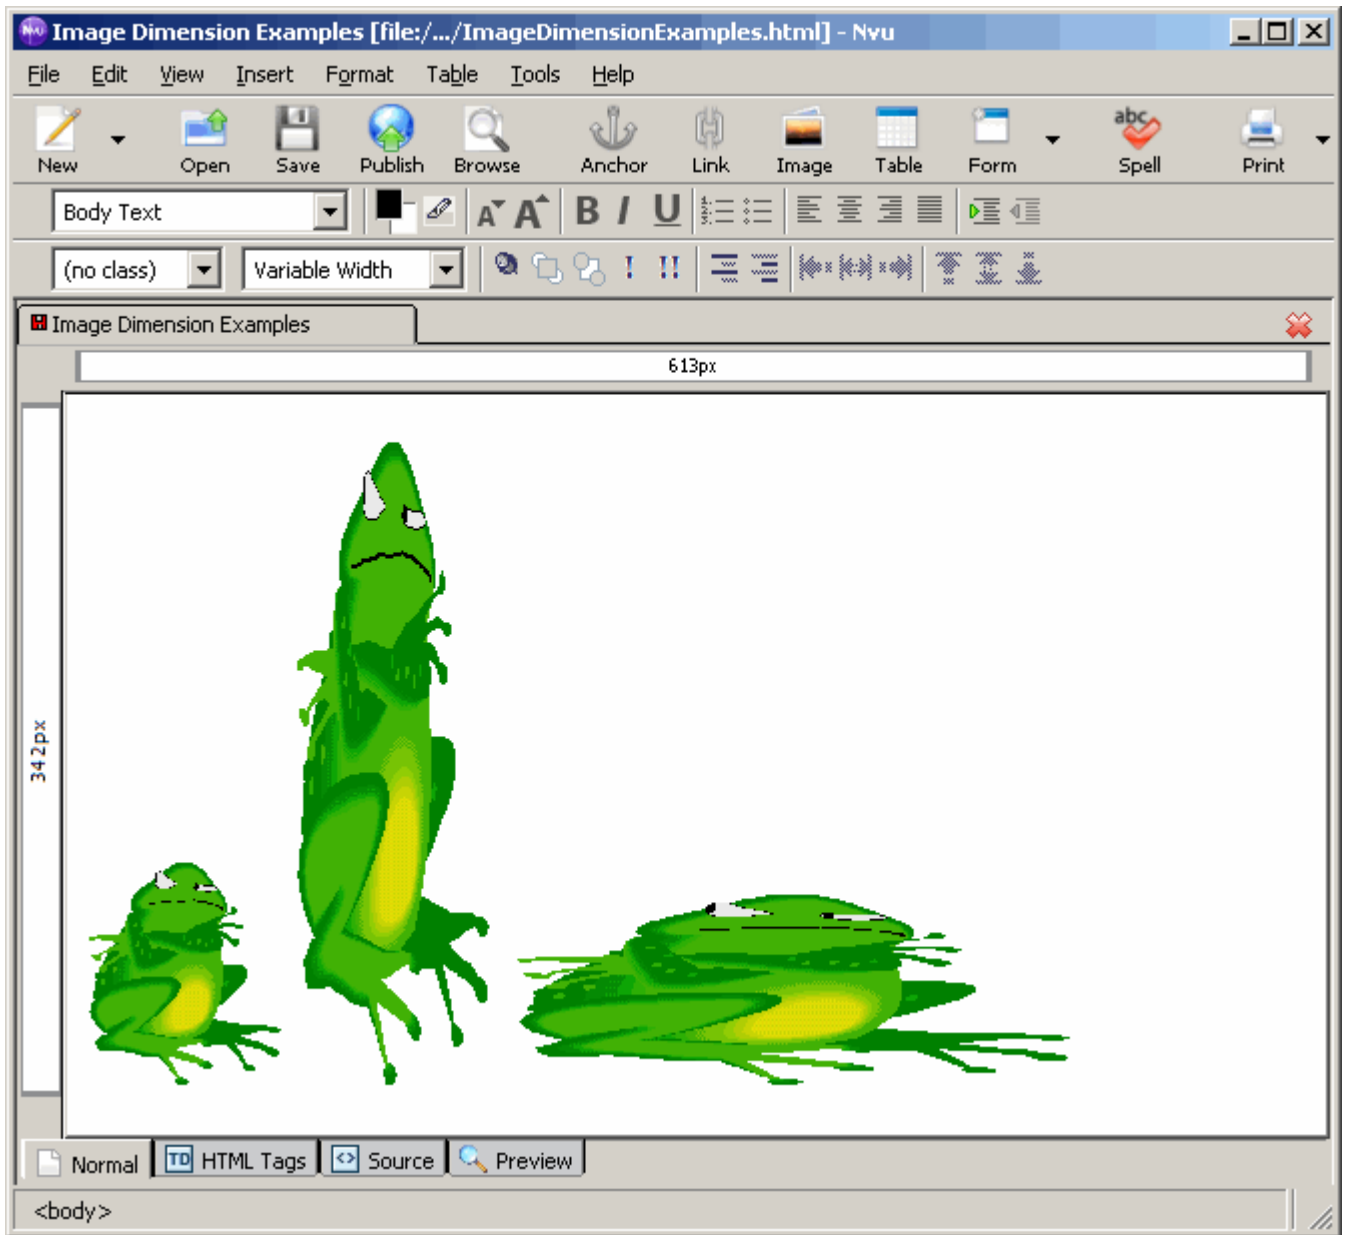 Image Dimension Examples [file:/.../ImageDimensionExamples.html] - Nvu
File Edit View Insert Format Table Tools Help
New Open Save Publish Browse Anchor Link Image Table Form abc Spell Print
Body Text A A B I U
(no class) Variable Width ! !!
Image Dimension Examples
613px
342px
Normal TD HTML Tags <> Source Preview
<body>